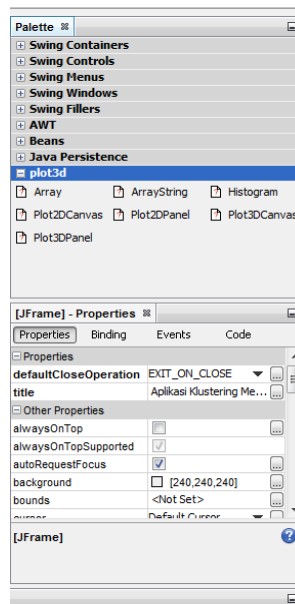 Palette
Swing Containers
Swing Controls
Swing Menus
Swing Windows
Swing Fillers
AWT
Beans
Java Persistence
plot3d
Array ArrayString Histogram
Plot2DCanvas Plot2DPanel Plot3DCanvas
Plot3DPanel
[JFrame] - Properties
Properties Binding Events Code
Properties
defaultCloseOperation EXIT_ON_CLOSE ...
title Aplikasi Klustering Me... ...
Other Properties
alwaysOnTop ...
alwaysOnTopSupported
autoRequestFocus ...
background [240,240,240] ...
bounds <Not Set> ...
cursor Default Cursor ...
[JFrame]
?